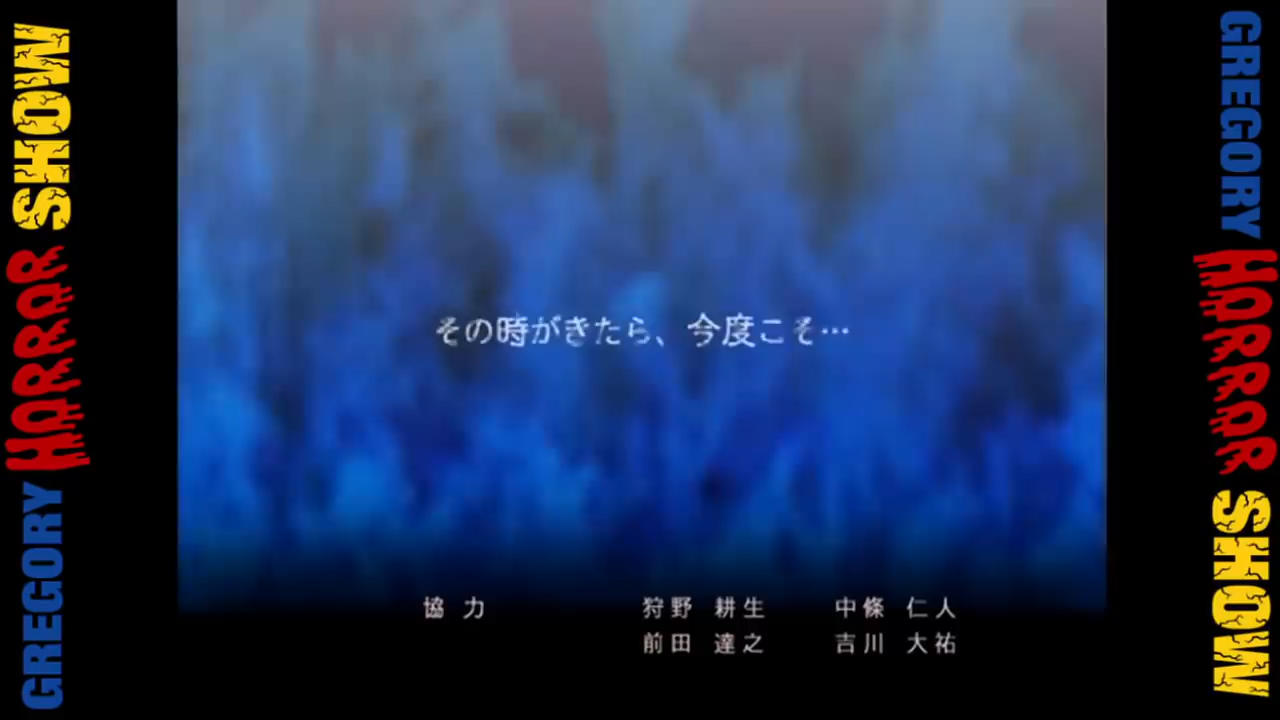 GREGORY HORROR SHOW
その時がきたら、今度こそ…
協 力 狩野 耕生 中條 仁人
前田 達之 吉川 大祐
GREGORY HORROR SHOW